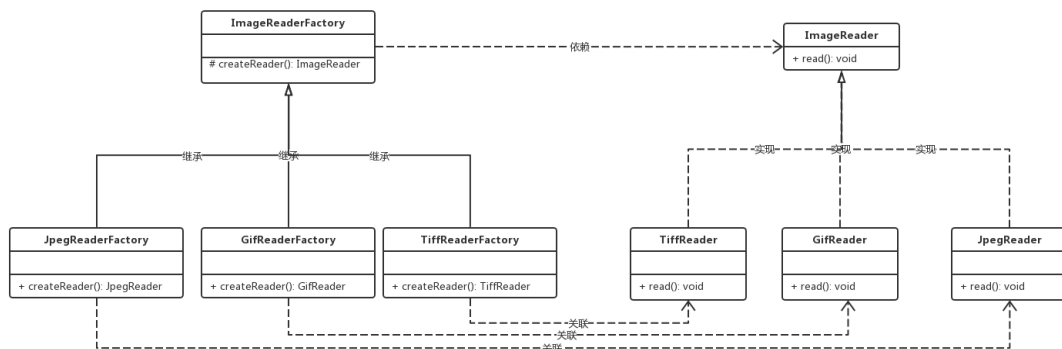 ImageReaderFactory
# createReader(): ImageReader
依赖
ImageReader
+ read(): void
继承
继承
继承
实现
实现
实现
JpegReaderFactory
+ createReader(): JpegReader
GifReaderFactory
+ createReader(): GifReader
TiffReaderFactory
+ createReader(): TiffReader
TiffReader
+ read(): void
GifReader
+ read(): void
JpegReader
+ read(): void
关联
关联
关联